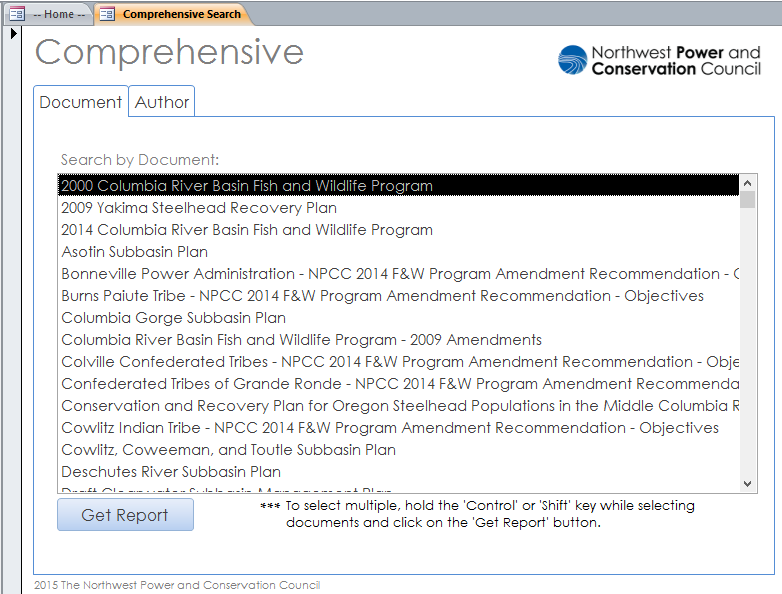 -- Home --
Comprehensive Search
Comprehensive
Northwest Power and
Conservation Council
Document
Author
Search by Document:
2000 Columbia River Basin Fish and Wildlife Program
2009 Yakima Steelhead Recovery Plan
2014 Columbia River Basin Fish and Wildlife Program
Asotin Subbasin Plan
Bonneville Power Administration - NPCC 2014 F&W Program Amendment Recommendation -
Burns Paiute Tribe - NPCC 2014 F&W Program Amendment Recommendation - Objectives
Columbia Gorge Subbasin Plan
Columbia River Basin Fish and Wildlife Program - 2009 Amendments
Colville Confederated Tribes - NPCC 2014 F&W Program Amendment Recommendation - Obje
Confederated Tribes of Grande Ronde - NPCC 2014 F&W Program Amendment Recommenda
Conservation and Recovery Plan for Oregon Steelhead Populations in the Middle Columbia R
Cowlitz Indian Tribe - NPCC 2014 F&W Program Amendment Recommendation - Objectives
Cowlitz, Coweeman, and Toutle Subbasin Plan
Deschutes River Subbasin Plan
Draft Clearwater Subbasin Management Plan
Get Report
*** To select multiple, hold the 'Control' or 'Shift' key while selecting
documents and click on the 'Get Report' button.
2015 The Northwest Power and Conservation Council